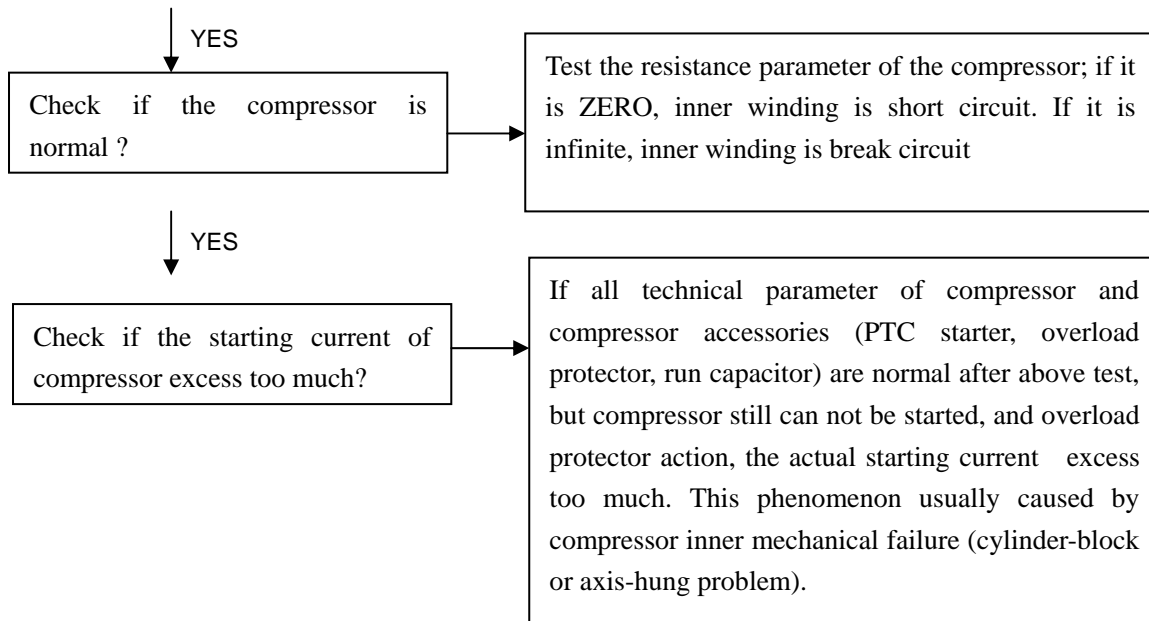 YES
Check if the compressor is
normal ?
Test the resistance parameter of the compressor; if it
is ZERO, inner winding is short circuit. If it is
infinite, inner winding is break circuit
YES
Check if the starting current of
compressor excess too much?
If all technical parameter of compressor and
compressor accessories (PTC starter, overload
protector, run capacitor) are normal after above test,
but compressor still can not be started, and overload
protector action, the actual starting current excess
too much. This phenomenon usually caused by
compressor inner mechanical failure (cylinder-block
or axis-hung problem).